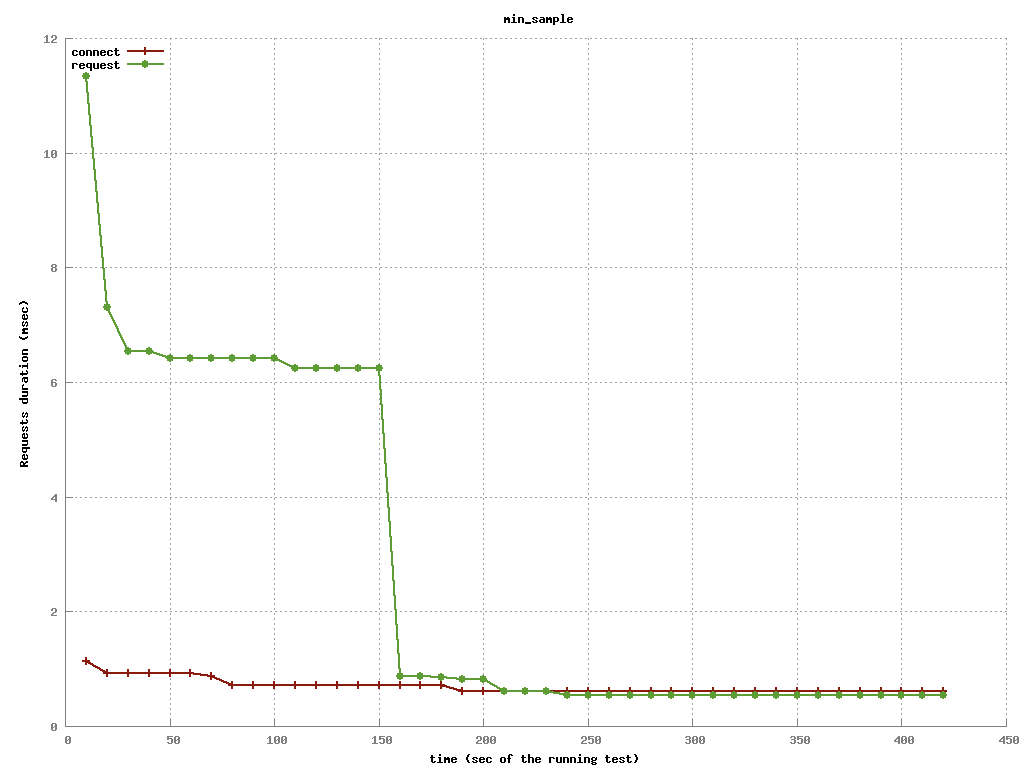 min_sample
connect
request
12
10
8
6
4
2
0
Requests duration (msec)
0 50 100 150 200 250 300 350 400 450
time (sec of the running test)